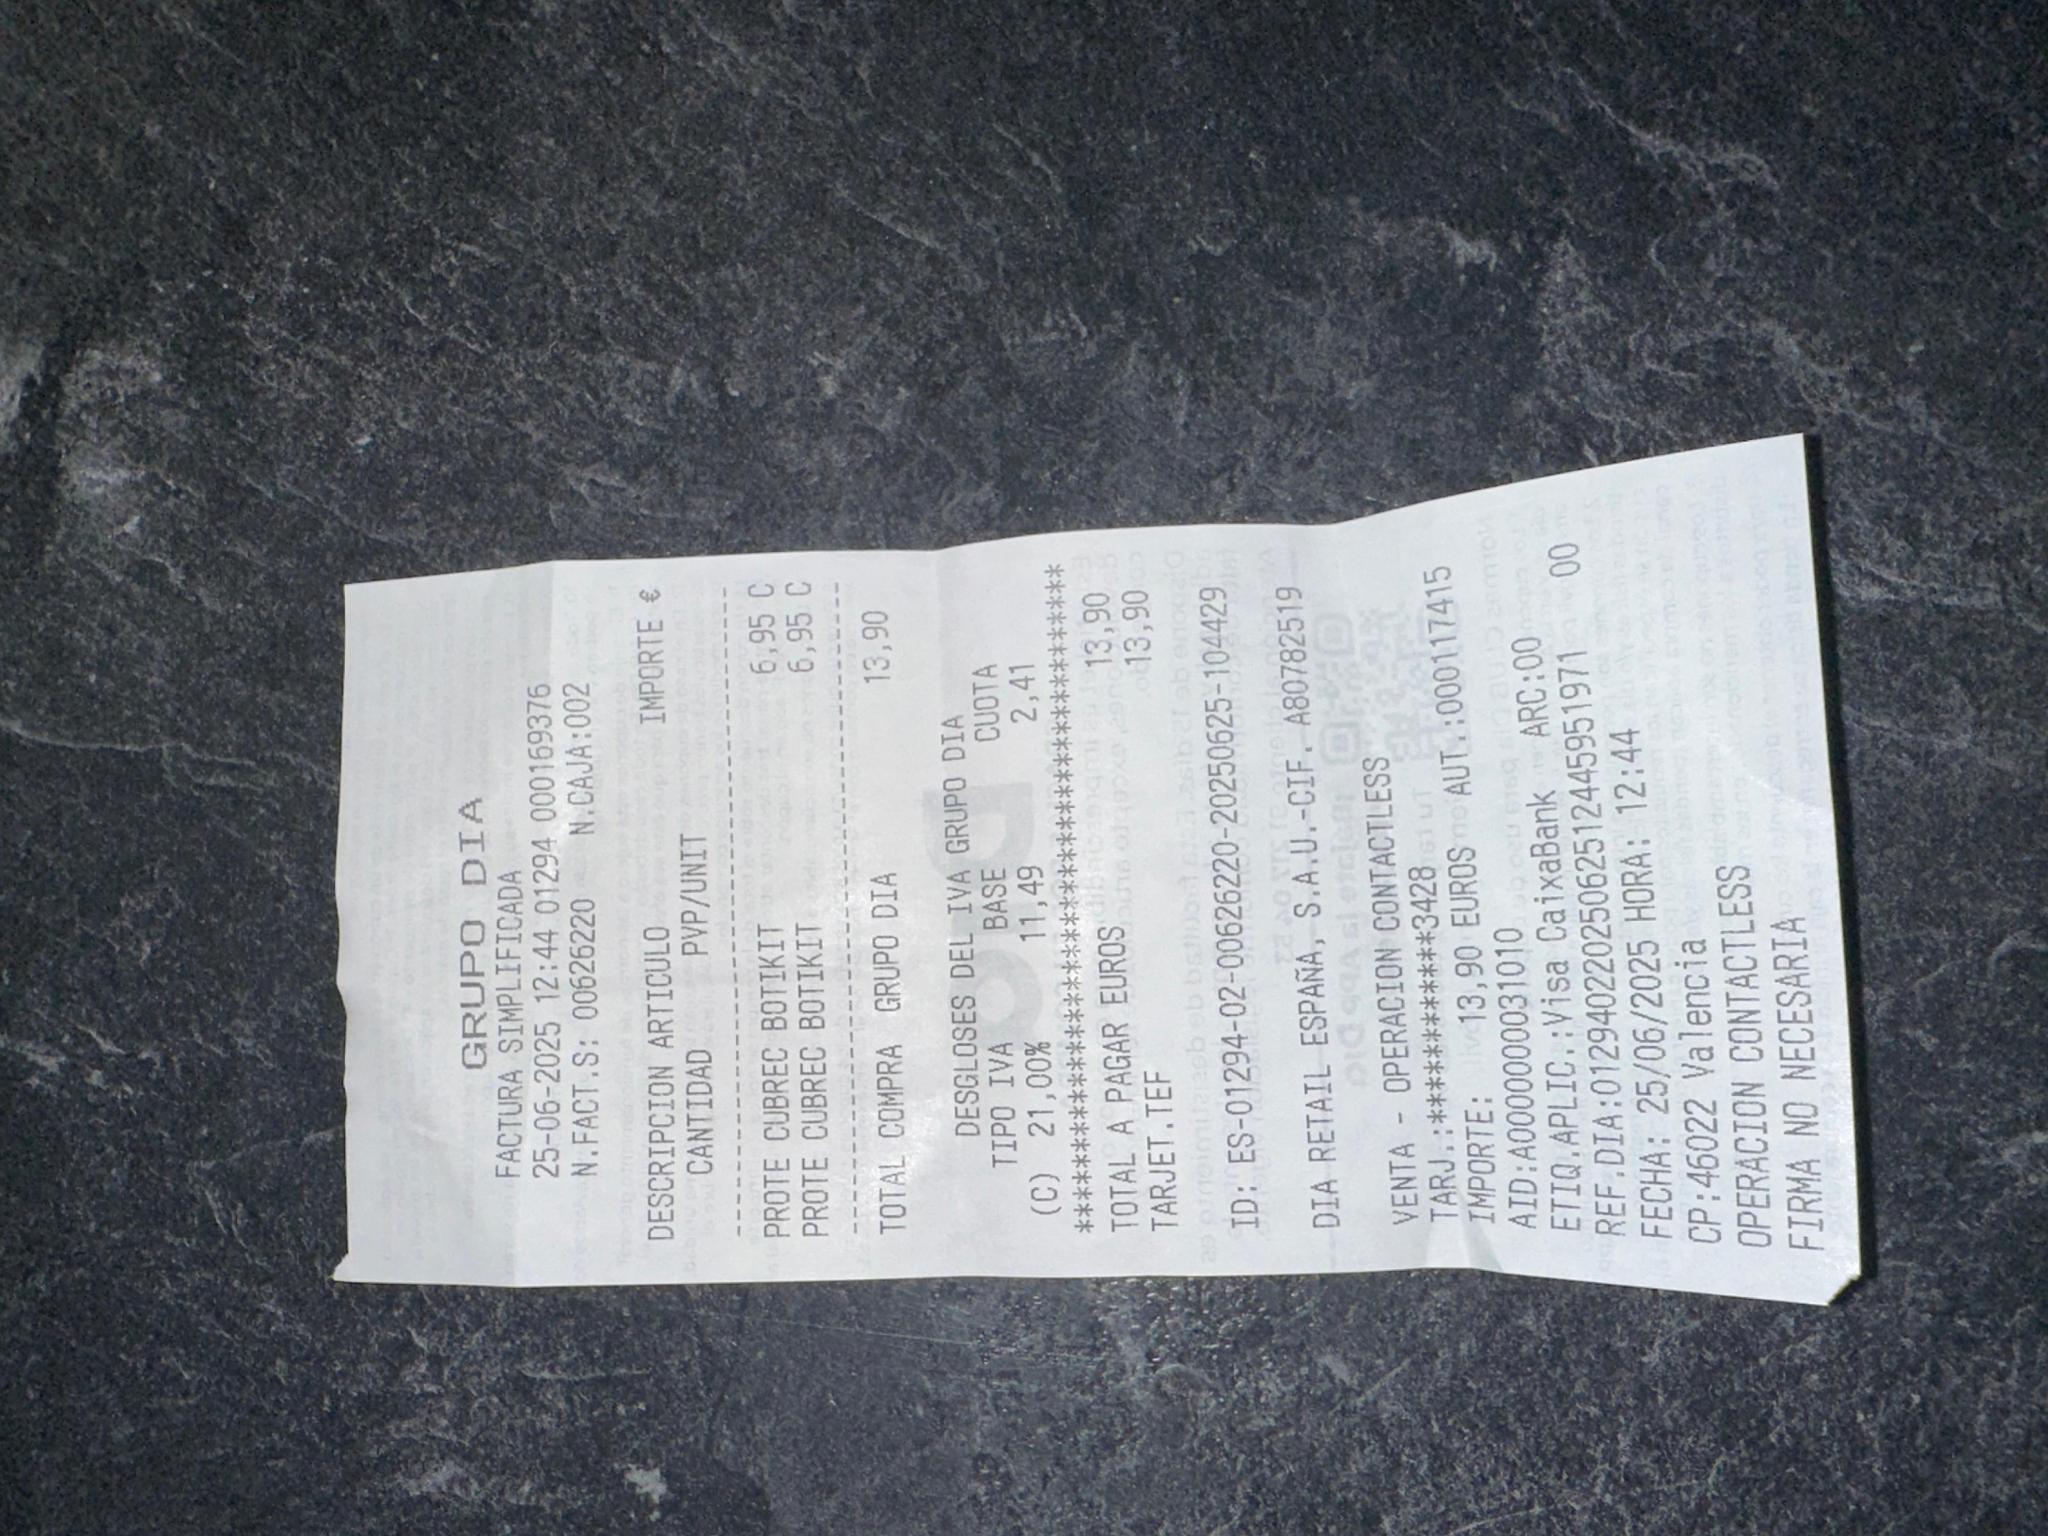 GRUPO DIA
FACTURA SIMPLIFICADA
25-06-2025 12:44 01294 0001693376
N.FACT.S: 00626220 N.CAJA:002
DESCRIPCION ARTICULO IMPORTE €
CANTIDAD PVP/UNIT
PROTE CUBREC BOTIKIT 6,95 C
PROTE CUBREC BOTIKIT 6,95 C
TOTAL COMPRA GRUPO DIA 13,90
DESGLOSES DEL IVA GRUPO DIA
TIPO IVA BASE CUOTA
(C) 21,00% 11,49 2,41
TOTAL A PAGAR EUROS 13,90
TARJET.TEF 13,90
ID: ES-01294-02-00626220-20250625-104429
DIA RETAIL ESPAÑA, S.A.U.-CIF. A80782519
VENTA - OPERACION CONTACTLESS
TARJ.:************3428
IMPORTE: 13,90 EUROS AUT.:000117415
AID:A0000000031010
ETIQ.APLIC.:Visa CaixaBank ARC:00
REF.DIA:01294022025062512445951971 00
FECHA: 25/06/2025 HORA: 12:44
CP:46022 Valencia
OPERACION CONTACTLESS
FIRMA NO NECESARIA